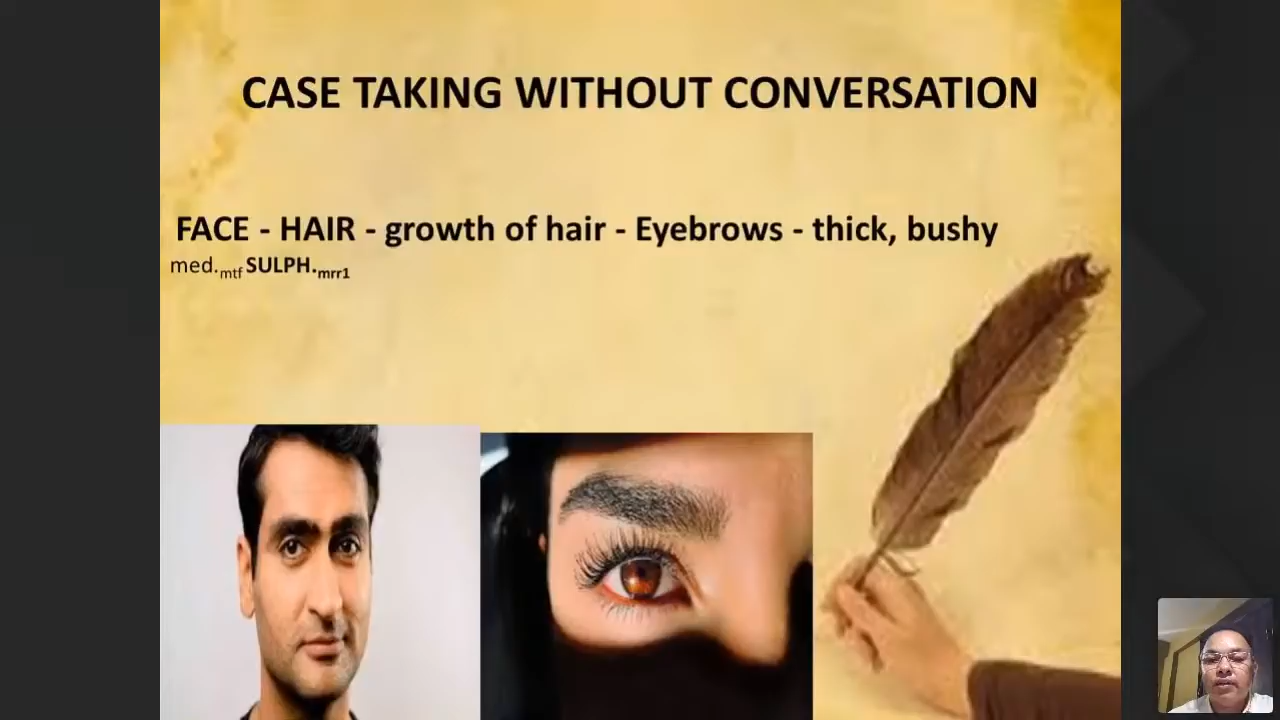 CASE TAKING WITHOUT CONVERSATION
FACE - HAIR - growth of hair - Eyebrows - thick, bushy
med.mtf SULPH.mrr1